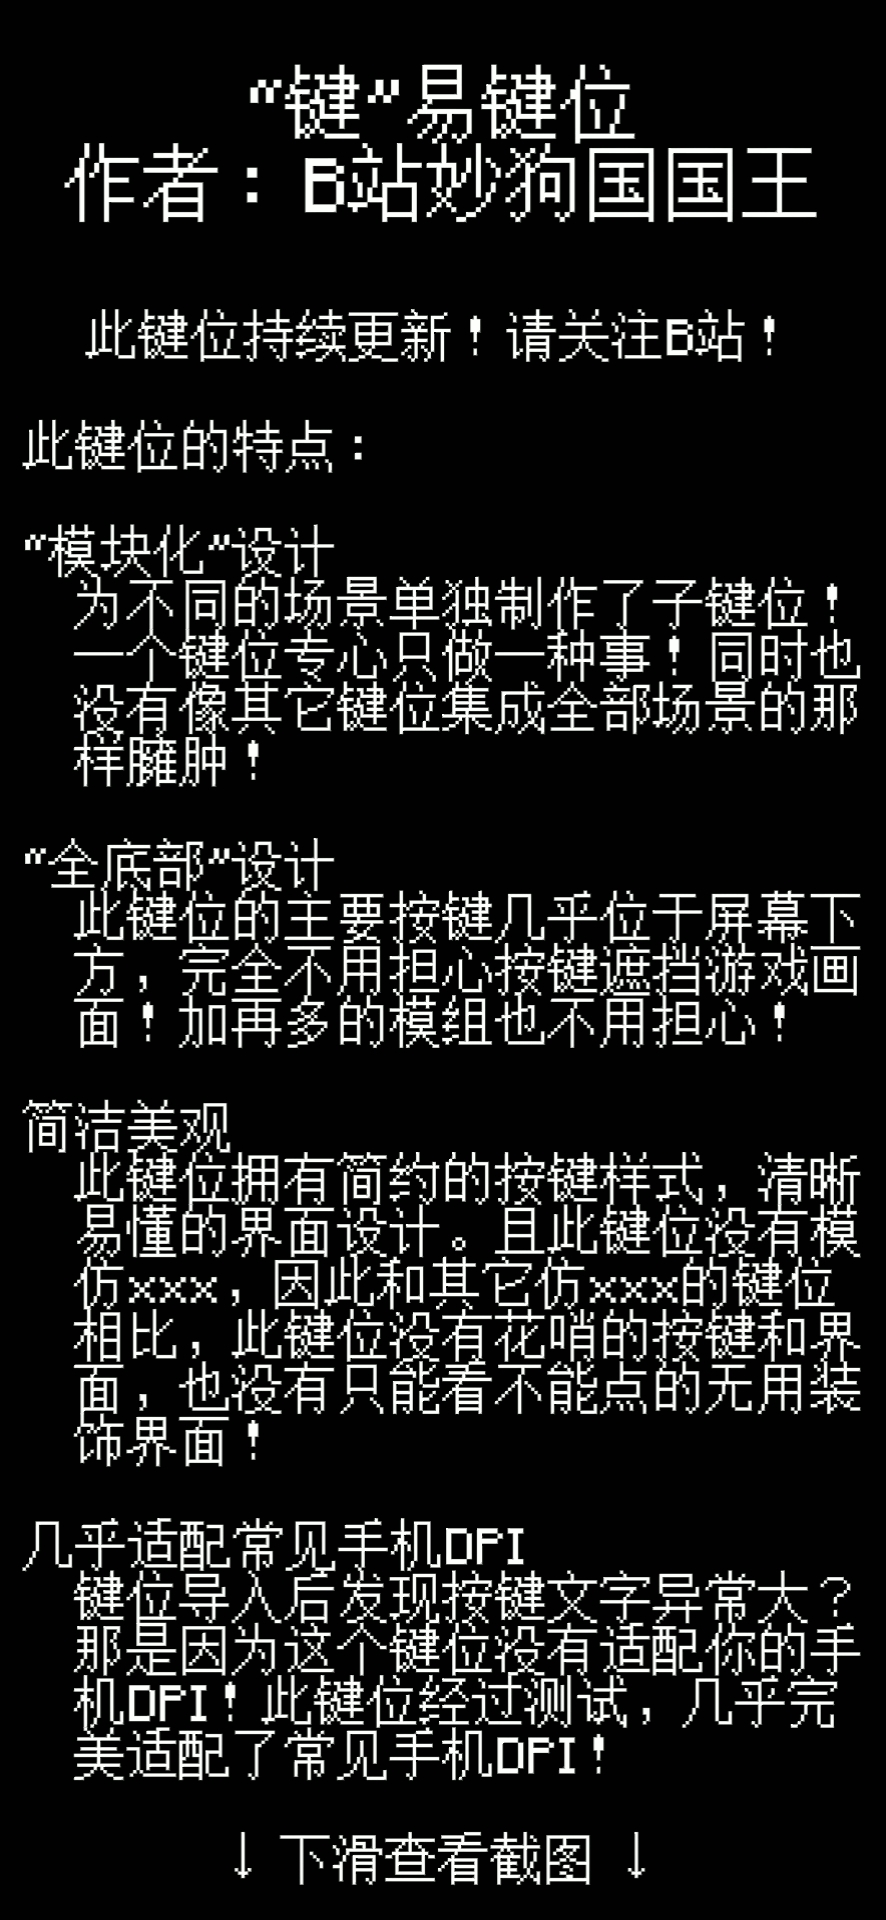 “键”易键位
作者：B站妙狗国国王
此键位持续更新！请关注B站！
此键位的特点：
“模块化”设计
为不同的场景单独制作了子键位！
一个键位专心只做一种事！同时也
没有像其它键位集成全部场景的那
样臃肿！
“全底部”设计
此键位的主要按键几乎位于屏幕下
方，完全不用担心按键遮挡游戏画
面！加再多的模组也不用担心！
简洁美观
此键位拥有简约的按键样式，清晰
易懂的界面设计。且此键位没有模
仿xxx，因此和其它仿xxx的键位
相比，此键位没有花哨的按键和界
面，也没有只能看不能点的无用装
饰界面！
几乎适配常见手机DPI
键位导入后发现按键文字异常大？
那是因为这个键位没有适配你的手
机DPI！此键位经过测试，几乎完
美适配了常见手机DPI！
↓下滑查看截图↓